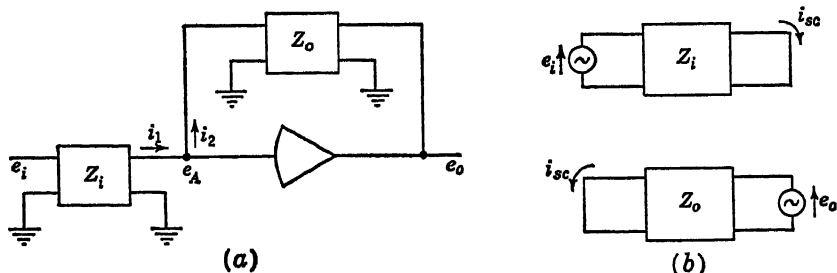 Z_o
i_1
i_2
e_i
Z_i
e_A
e_o
(a)
i_sc
e_i
Z_i
i_sc
Z_o
e_o
(b)